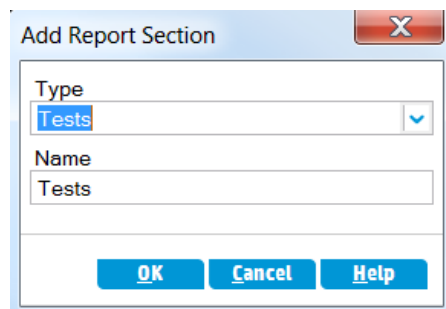 Add Report Section
Type
Tests
Name
Tests
OK Cancel Help